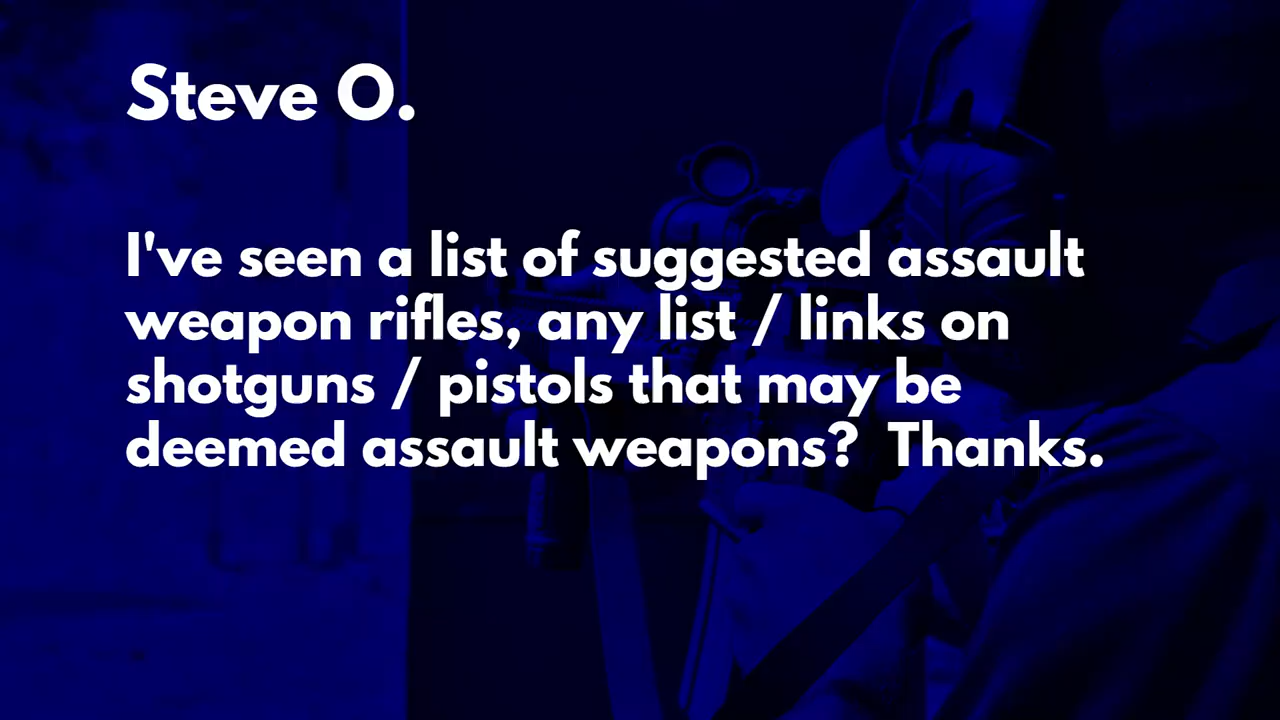 Steve O.
I've seen a list of suggested assault
weapon rifles, any list / links on
shotguns / pistols that may be
deemed assault weapons?  Thanks.